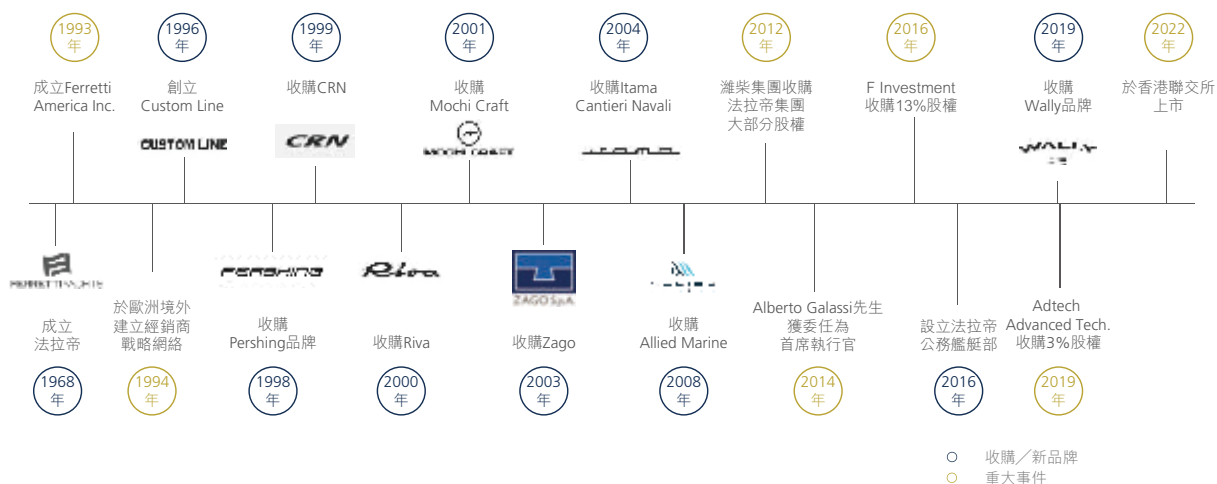 1993
年
成立Ferretti
America Inc.
1996
年
創立
Custom Line
CUSTOM LINE
1999
年
收購CRN
CRN
2001
年
收購
Mochi Craft
MOCHI CRAFT
2004
年
收購Itama
Cantieri Navali
itama
2012
年
濰柴集團收購
法拉帝集團
大部分股權
2016
年
F Investment
收購13%股權
2019
年
收購
Wally品牌
WALLY
2022
年
於香港聯交所
上市
FERRETTI YACHTS
成立
法拉帝
1968
年
於歐洲境外
建立經銷商
戰略網絡
1994
年
PERSHING
收購
Pershing品牌
1998
年
Riva
收購Riva
2000
年
ZAGO S.p.A.
收購Zago
2003
年
收購
Allied Marine
2008
年
Alberto Galassi先生
獲委任為
首席執行官
2014
年
設立法拉帝
公務艦艇部
2016
年
Adtech
Advanced Tech.
收購3%股權
2019
年
收購╱新品牌
重大事件